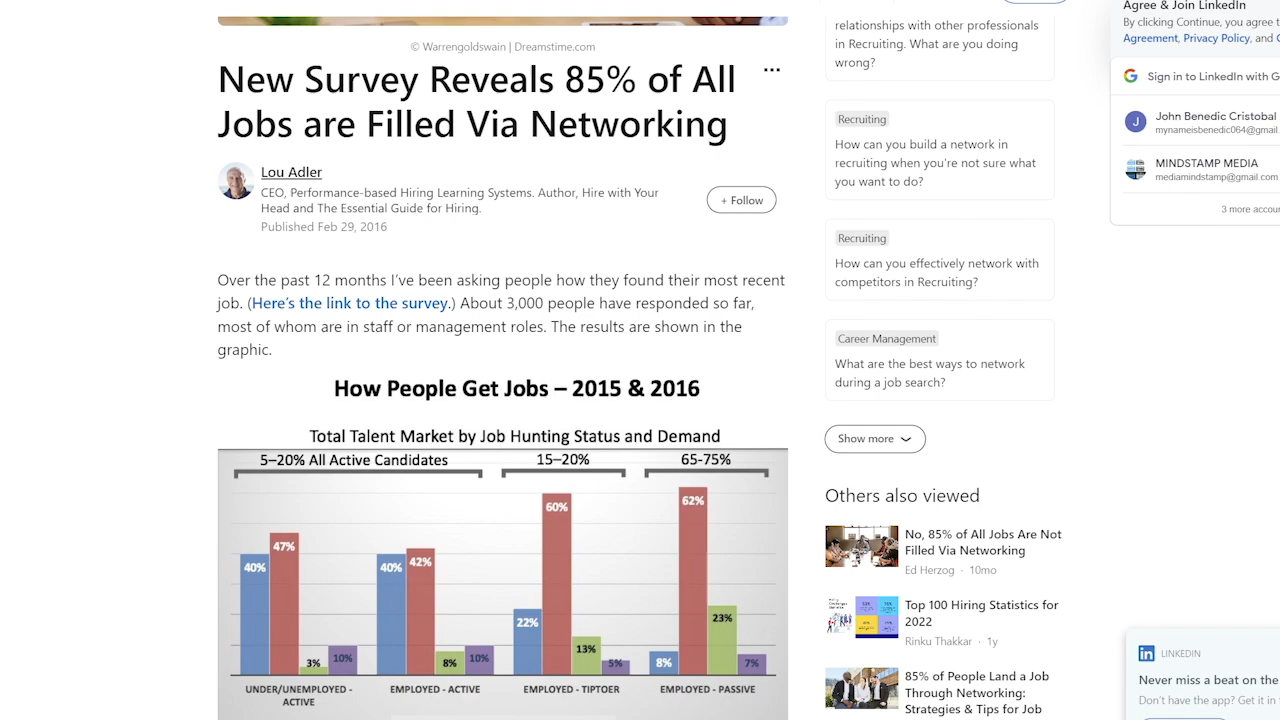 © Warrengoldswain | Dreamstime.com
New Survey Reveals 85% of All
Jobs are Filled Via Networking
Lou Adler
CEO, Performance-based Hiring Learning Systems. Author, Hire with Your
Head and The Essential Guide for Hiring.
Published Feb 29, 2016
+ Follow
Over the past 12 months I've been asking people how they found their most recent
job. (Here's the link to the survey.) About 3,000 people have responded so far,
most of whom are in staff or management roles. The results are shown in the
graphic.
How People Get Jobs – 2015 & 2016
Total Talent Market by Job Hunting Status and Demand
5–20% All Active Candidates
15–20%
65-75%
40%
47%
3%
10%
40%
42%
8%
10%
22%
60%
13%
5%
8%
62%
23%
7%
UNDER/UNEMPLOYED -
ACTIVE
EMPLOYED - ACTIVE
EMPLOYED - TIPTOER
EMPLOYED - PASSIVE
relationships with other professionals
in Recruiting. What are you doing
wrong?
Recruiting
How can you build a network in
recruiting when you're not sure what
you want to do?
Recruiting
How can you effectively network with
competitors in Recruiting?
Career Management
What are the best ways to network
during a job search?
Show more
Others also viewed
No, 85% of All Jobs Are Not
Filled Via Networking
Ed Herzog · 10mo
Top 100 Hiring Statistics for
2022
Rinku Thakkar · 1y
85% of People Land a Job
Through Networking:
Strategies & Tips for Job
Agree & Join LinkedIn
By clicking Continue, you agree t
Agreement, Privacy Policy, and C
Sign in to LinkedIn with G
J
John Benedic Cristobal
mynameisbenedic064@gmail.
MINDSTAMP MEDIA
mediamindstamp@gmail.com
3 more accoun
in LINKEDIN
Never miss a beat on the
Don't have the app? Get it in